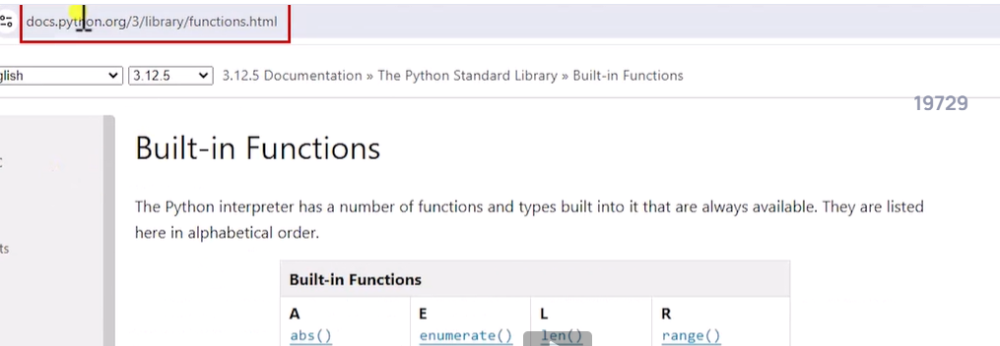 docs.python.org/3/library/functions.html
glish 3.12.5 3.12.5 Documentation » The Python Standard Library » Built-in Functions
19729
Built-in Functions
The Python interpreter has a number of functions and types built into it that are always available. They are listed
here in alphabetical order.
ts
Built-in Functions
A E L R
abs() enumerate() len() range()